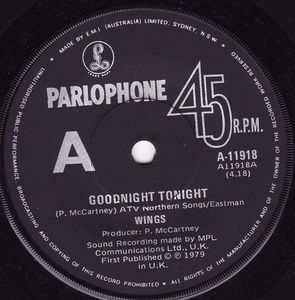 MADE BY E.M.I. (AUSTRALIA) LIMITED. SYDNEY, N.S.W.
PARLOPHONE
45
R.P.M.
A
A-11918
A11918A
(4.18)
GOODNIGHT TONIGHT
(P. McCartney) ATV Northern Songs/Eastman
WINGS
Producer: P. McCartney
Sound Recording made by MPL
Communications Ltd., U.K.
First Published ℗ 1979
in U.K.
UNAUTHORISED PUBLIC PERFORMANCE, BROADCASTING AND COPYING OF THIS RECORD PROHIBITED. ALL RIGHTS OF THE MANUFACTURER AND OF THE OWNER OF THE RECORDED WORK RESERVED